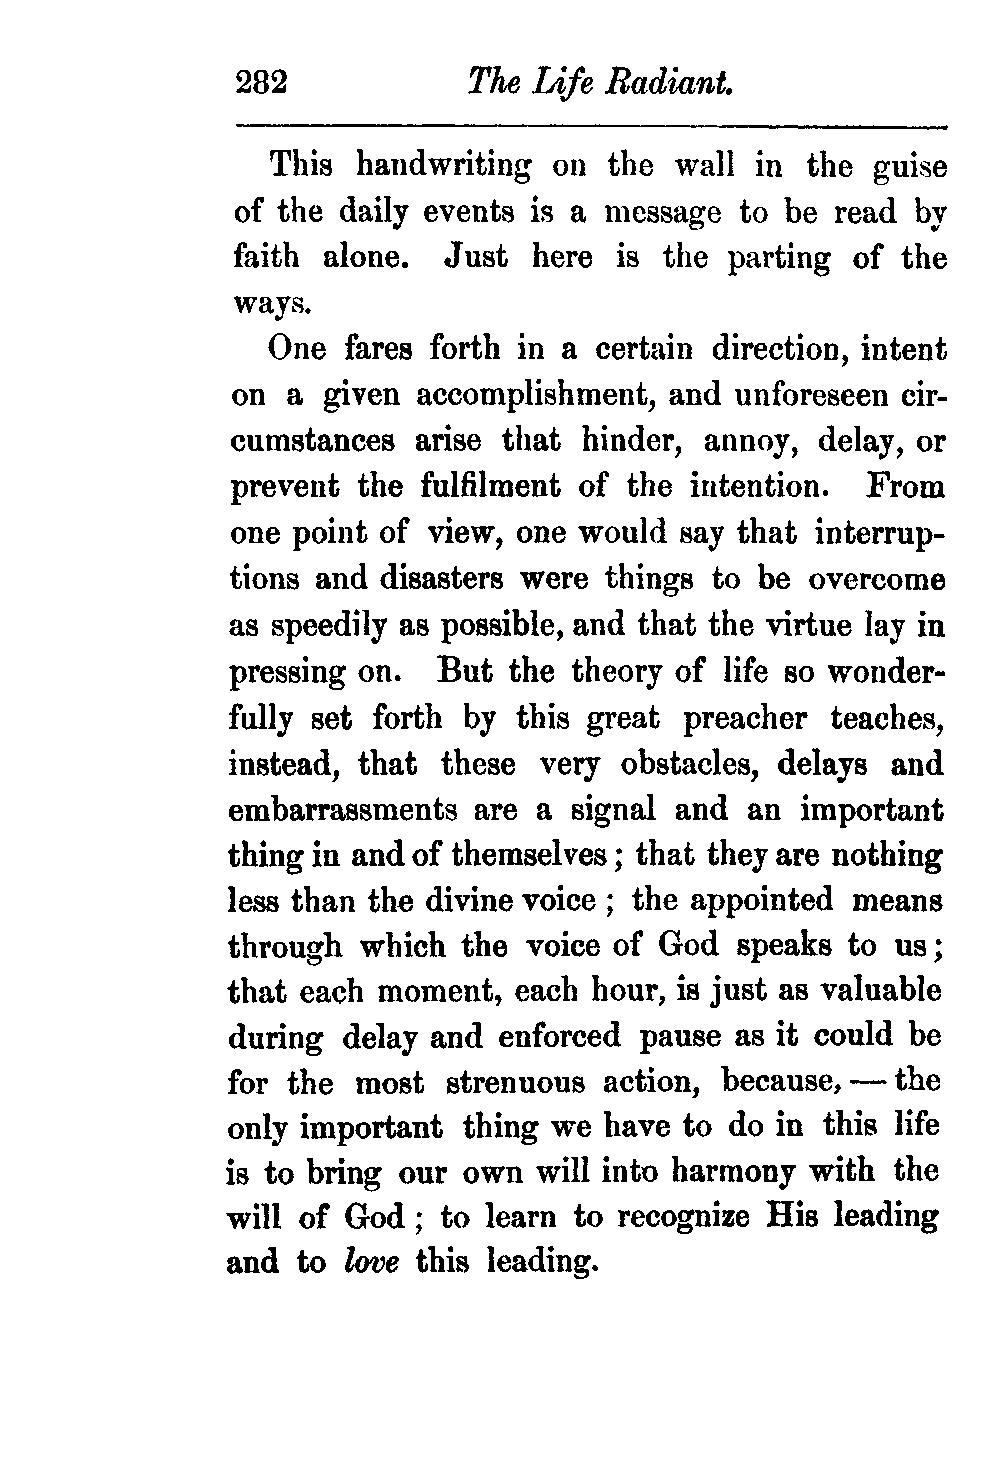 282 The Life Radiant.
This handwriting on the wall in the guise
of the daily events is a message to be read by
faith alone. Just here is the parting of the
ways.
One fares forth in a certain direction, intent
on a given accomplishment, and unforeseen cir-
cumstances arise that hinder, annoy, delay, or
prevent the fulfilment of the intention. From
one point of view, one would say that interrup-
tions and disasters were things to be overcome
as speedily as possible, and that the virtue lay in
pressing on. But the theory of life so wonder-
fully set forth by this great preacher teaches,
instead, that these very obstacles, delays and
embarrassments are a signal and an important
thing in and of themselves; that they are nothing
less than the divine voice; the appointed means
through which the voice of God speaks to us;
that each moment, each hour, is just as valuable
during delay and enforced pause as it could be
for the most strenuous action, because, — the
only important thing we have to do in this life
is to bring our own will into harmony with the
will of God; to learn to recognize His leading
and to love this leading.